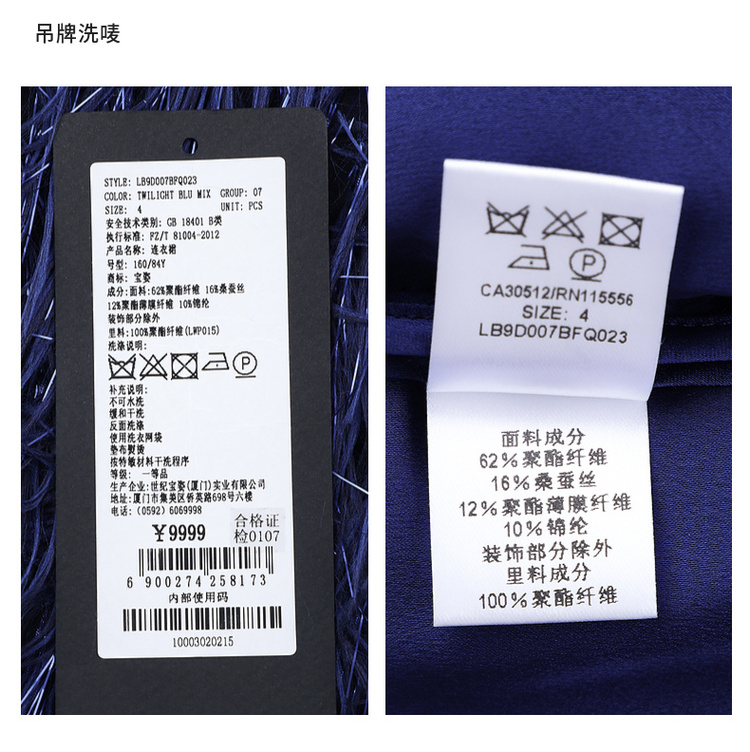 吊牌洗唛
STYLE: LB9D007BFQ023
COLOR: TWILIGHT BLU MIX GROUP: 07
SIZE: 4 UNIT: PCS
安全技术类别: GB 18401 B类
执行标准: FZ/T 81004-2012
产品名称: 连衣裙
号型: 160/84Y
商标: 宝姿
成分:面料:62%聚酯纤维 16%桑蚕丝
12%聚酯薄膜纤维 10%锦纶
装饰部分除外
里料:100%聚酯纤维(LWP015)
洗涤说明:
P
补充说明:
不可水洗
缓和干洗
反面洗涤
使用洗衣网袋
垫布熨烫
按特敏材料干洗程序
等级: 一等品
生产企业:世纪宝姿(厦门)实业有限公司
地址:厦门市集美区侨英路698号六楼
电话:(0592) 6069998
¥9999
合格证
检0107
6 900274 258173
内部使用码
10003020215
P
CA30512/RN115556
SIZE: 4
LB9D007BFQ023
面料成分
62%聚酯纤维
16%桑蚕丝
12%聚酯薄膜纤维
10%锦纶
装饰部分除外
里料成分
100%聚酯纤维